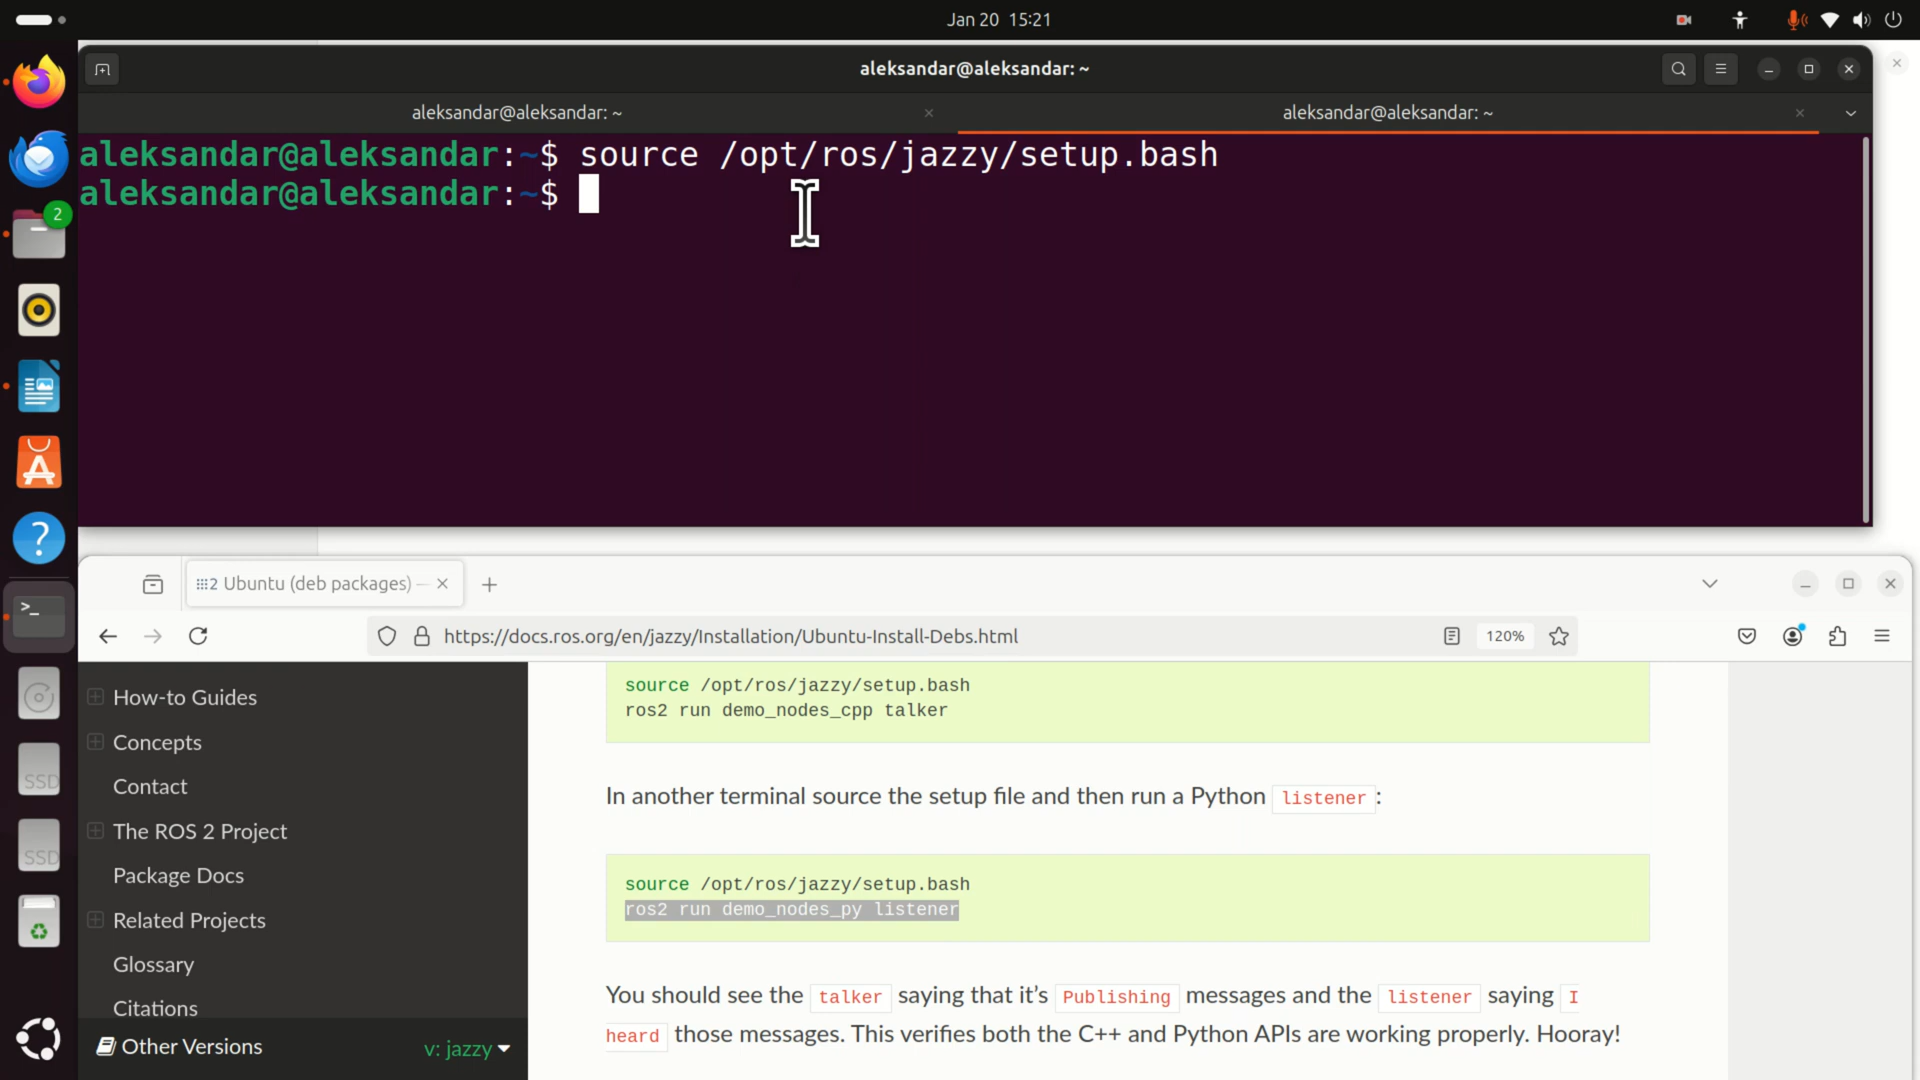 Jan 20 15:21
aleksandar@aleksandar: ~
aleksandar@aleksandar: ~
aleksandar@aleksandar: ~
aleksandar@aleksandar:~$ source /opt/ros/jazzy/setup.bash
aleksandar@aleksandar:~$
2
SSD
SSD
2 Ubuntu (deb packages) —
https://docs.ros.org/en/jazzy/Installation/Ubuntu-Install-Debs.html
120%
How-to Guides
Concepts
Contact
The ROS 2 Project
Package Docs
Related Projects
Glossary
Citations
Other Versions
v: jazzy
source /opt/ros/jazzy/setup.bash
ros2 run demo_nodes_cpp talker
In another terminal source the setup file and then run a Python listener:
source /opt/ros/jazzy/setup.bash
ros2 run demo_nodes_py listener
You should see the talker saying that it’s Publishing messages and the listener saying I
heard those messages. This verifies both the C++ and Python APIs are working properly. Hooray!